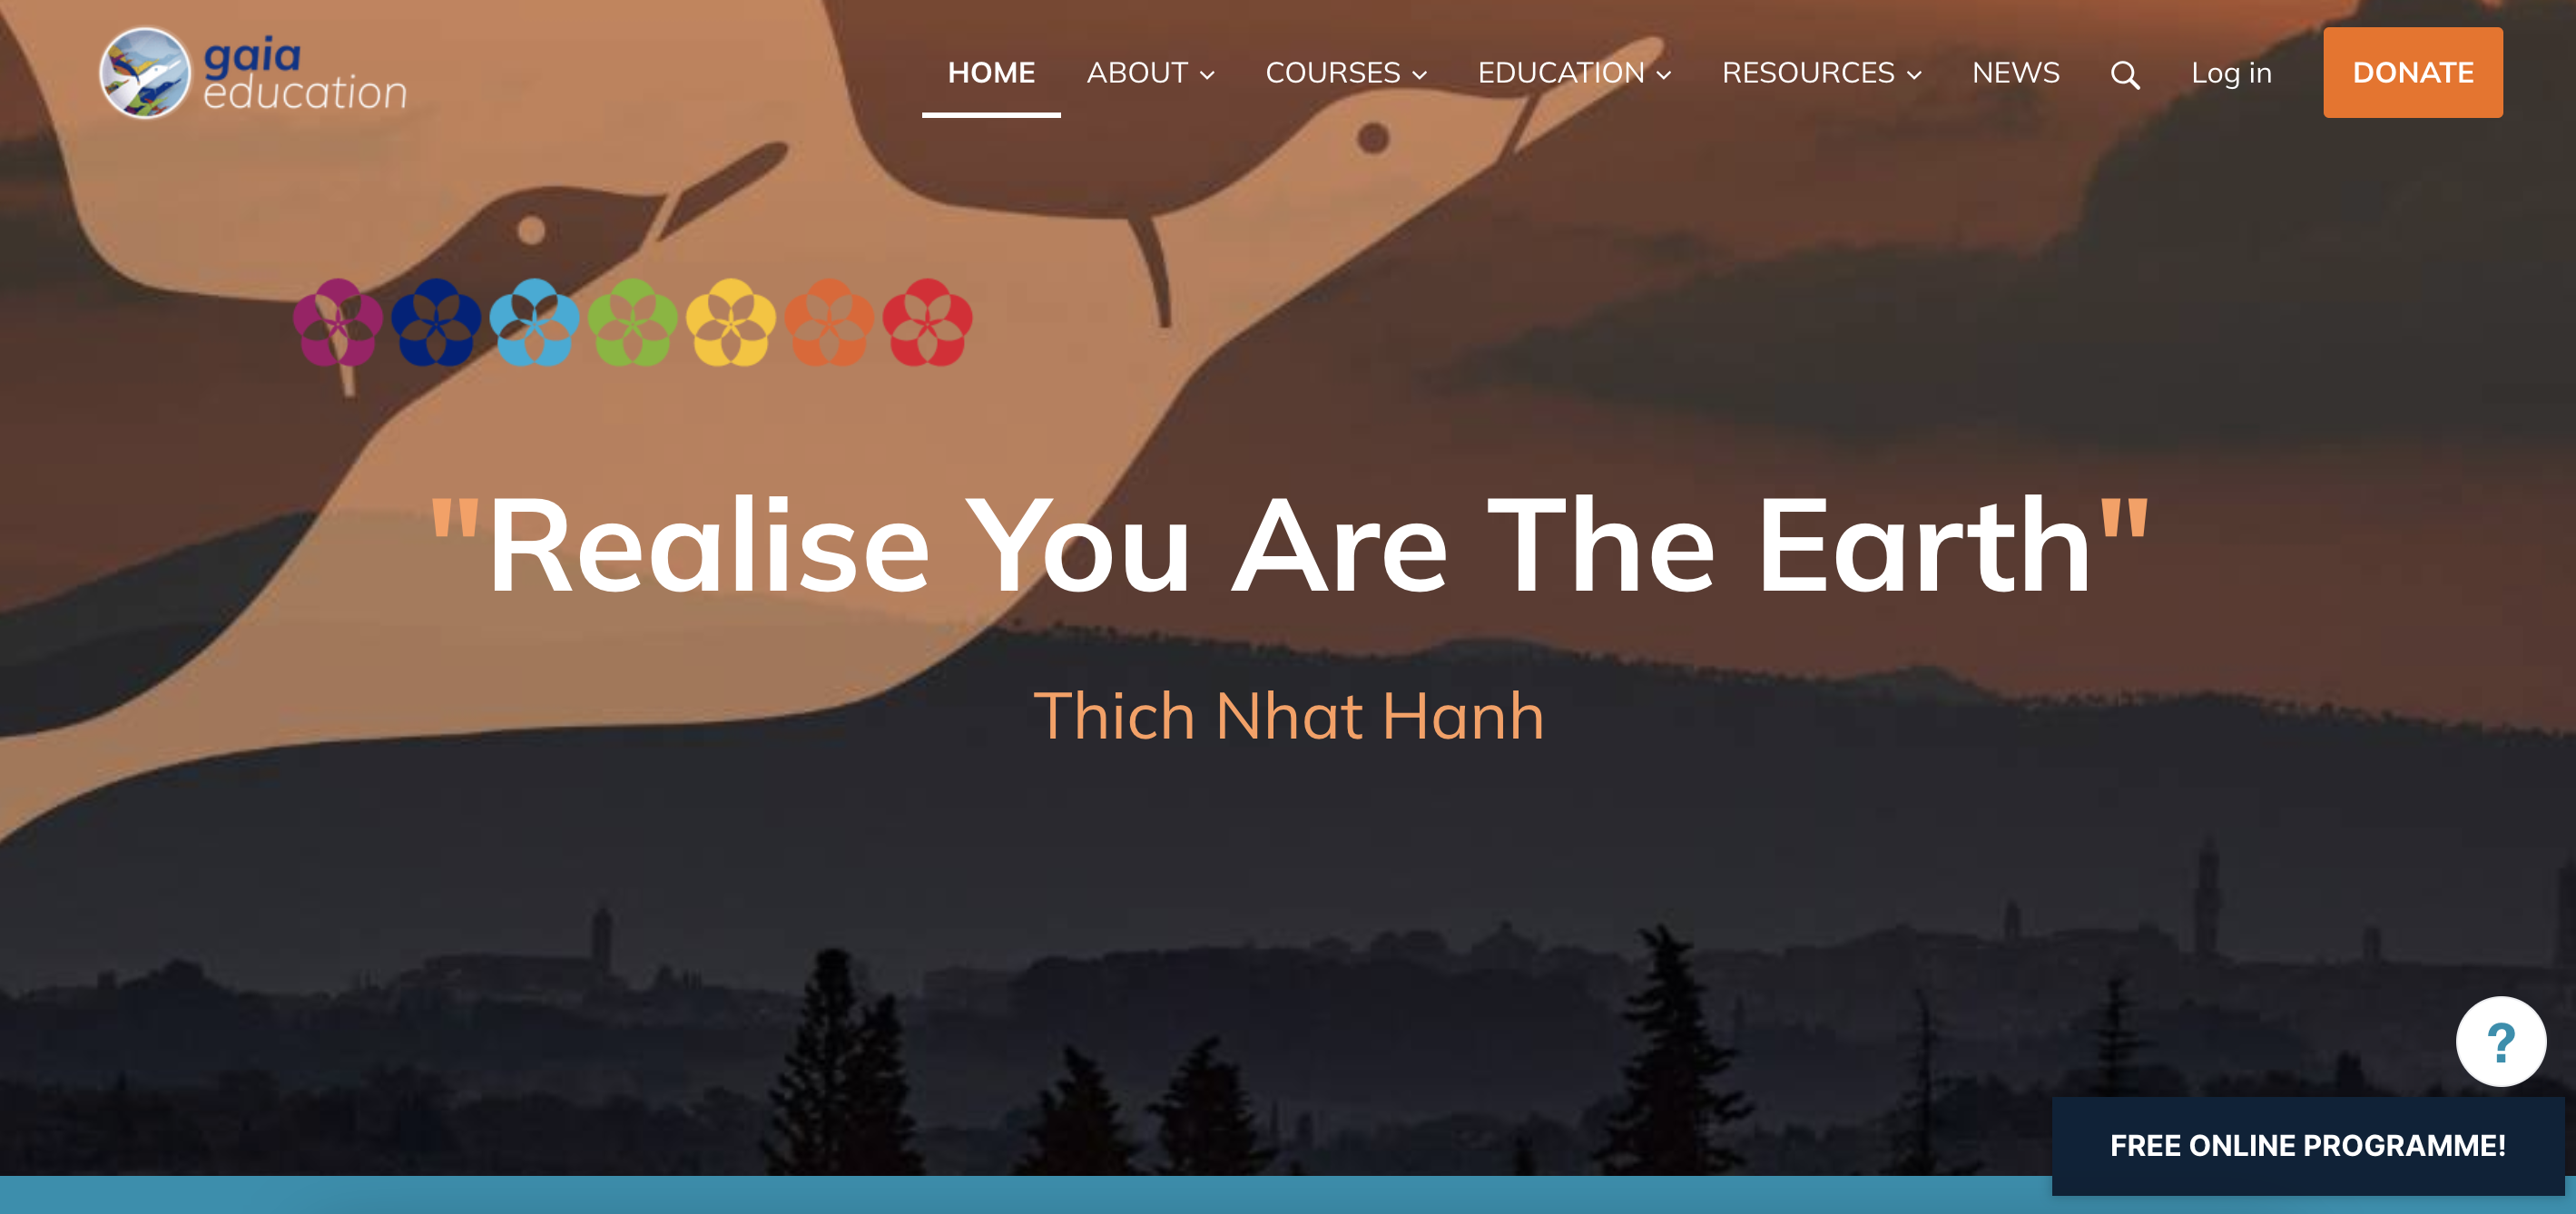 gaia
education
HOME ABOUT COURSES EDUCATION RESOURCES NEWS Log in DONATE
"Realise You Are The Earth"
Thich Nhat Hanh
?
FREE ONLINE PROGRAMME!